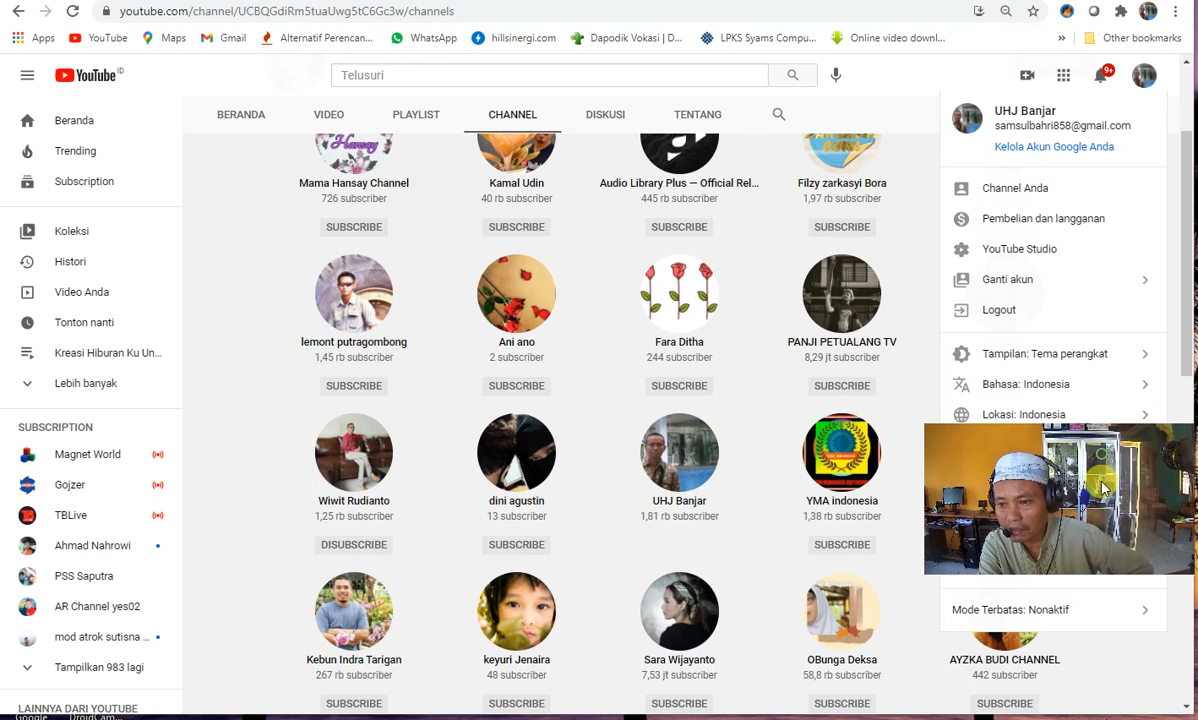 youtube.com/channel/UCBQGdiRm5tuaUwg5tC6Gc3w/channels
Apps
YouTube
Maps
Gmail
Alternatif Perencan...
WhatsApp
hillsinergi.com
Dapodik Vokasi | D...
LPKS Syams Compu...
Online video downl...
»
Other bookmarks
YouTube ID
Telusuri
9+
BERANDA
VIDEO
PLAYLIST
CHANNEL
DISKUSI
TENTANG
Beranda
Trending
Subscription
Koleksi
Histori
Video Anda
Tonton nanti
Kreasi Hiburan Ku Un...
Lebih banyak
SUBSCRIPTION
Magnet World
Gojzer
TBLive
Ahmad Nahrowi
PSS Saputra
AR Channel yes02
mod atrok sutisna ...
Tampilkan 983 lagi
LAINNYA DARI YOUTUBE
Hansay
Mama Hansay Channel
726 subscriber
SUBSCRIBE
Kamal Udin
40 rb subscriber
SUBSCRIBE
Audio Library Plus — Official Rel...
445 rb subscriber
SUBSCRIBE
Filzy zarkasyi Bora
1,97 rb subscriber
SUBSCRIBE
lemont putragombong
1,45 rb subscriber
SUBSCRIBE
Ani ano
2 subscriber
SUBSCRIBE
Fara Ditha
244 subscriber
SUBSCRIBE
PANJI PETUALANG TV
8,29 jt subscriber
SUBSCRIBE
Wiwit Rudianto
1,25 rb subscriber
DISUBSCRIBE
dini agustin
13 subscriber
SUBSCRIBE
UHJ Banjar
1,81 rb subscriber
YMA indonesia
1,38 rb subscriber
SUBSCRIBE
Kebun Indra Tarigan
267 rb subscriber
SUBSCRIBE
keyuri Jenaira
48 subscriber
SUBSCRIBE
Sara Wijayanto
7,53 jt subscriber
SUBSCRIBE
OBunga Deksa
58,8 rb subscriber
SUBSCRIBE
AYZKA BUDI CHANNEL
442 subscriber
SUBSCRIBE
UHJ Banjar
samsulbahri858@gmail.com
Kelola Akun Google Anda
Channel Anda
Pembelian dan langganan
YouTube Studio
Ganti akun
Logout
Tampilan: Tema perangkat
Bahasa: Indonesia
Lokasi: Indonesia
Mode Terbatas: Nonaktif
Google
DroidCam...